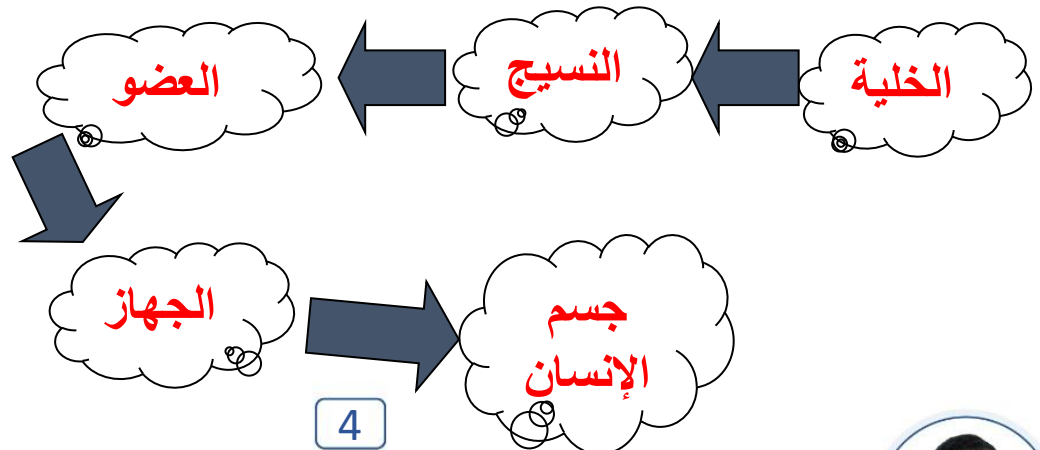 الخلية
النسيج
العضو
الجهاز
جسم
الإنسان
4